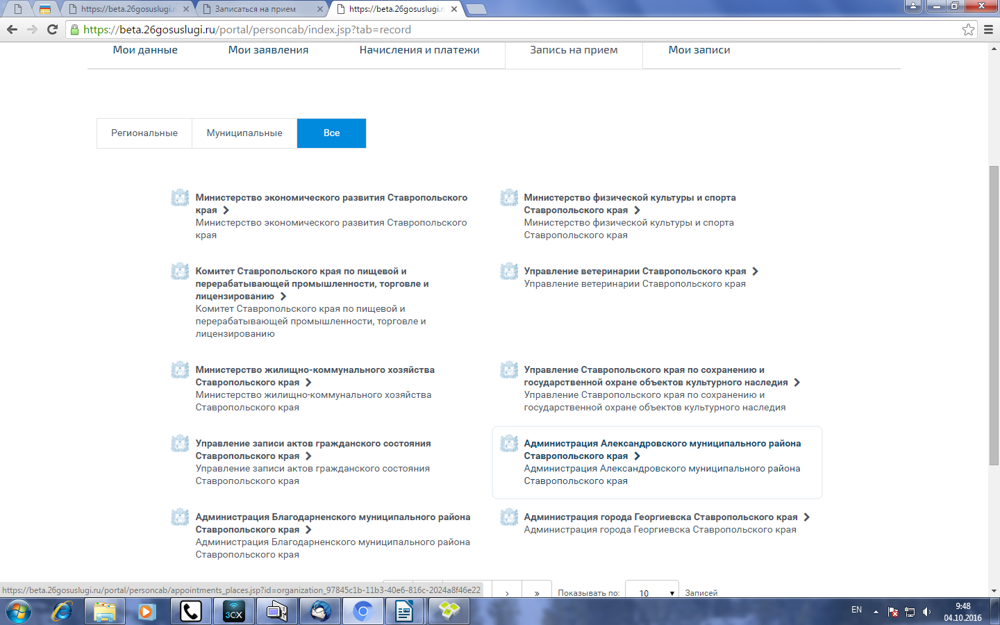 https://beta.26gosuslugi.r
Записаться на прием
https://beta.26gosuslugi.r
https://beta.26gosuslugi.ru/portal/personcab/index.jsp?tab=record
Мои данные
Мои заявления
Начисления и платежи
Запись на прием
Мои записи
Региональные
Муниципальные
Все
Министерство экономического развития Ставропольского
края
Министерство экономического развития Ставропольского
края
Министерство физической культуры и спорта
Ставропольского края
Министерство физической культуры и спорта
Ставропольского края
Комитет Ставропольского края по пищевой и
перерабатывающей промышленности, торговле и
лицензированию
Комитет Ставропольского края по пищевой и
перерабатывающей промышленности, торговле и
лицензированию
Управление ветеринарии Ставропольского края
Управление ветеринарии Ставропольского края
Министерство жилищно-коммунального хозяйства
Ставропольского края
Министерство жилищно-коммунального хозяйства
Ставропольского края
Управление Ставропольского края по сохранению и
государственной охране объектов культурного наследия
Управление Ставропольского края по сохранению и
государственной охране объектов культурного наследия
Управление записи актов гражданского состояния
Ставропольского края
Управление записи актов гражданского состояния
Ставропольского края
Администрация Александровского муниципального района
Ставропольского края
Администрация Александровского муниципального района
Ставропольского края
Администрация Благодарненского муниципального района
Ставропольского края
Администрация Благодарненского муниципального района
Ставропольского края
Администрация города Георгиевска Ставропольского края
Администрация города Георгиевска Ставропольского края
› »
Показывать по: 10 Записей
https://beta.26gosuslugi.ru/portal/personcab/appointments_places.jsp?id=organization_97845c1b-11b3-40e6-816c-2024a8f46e22
3CX
EN
9:48
04.10.2016